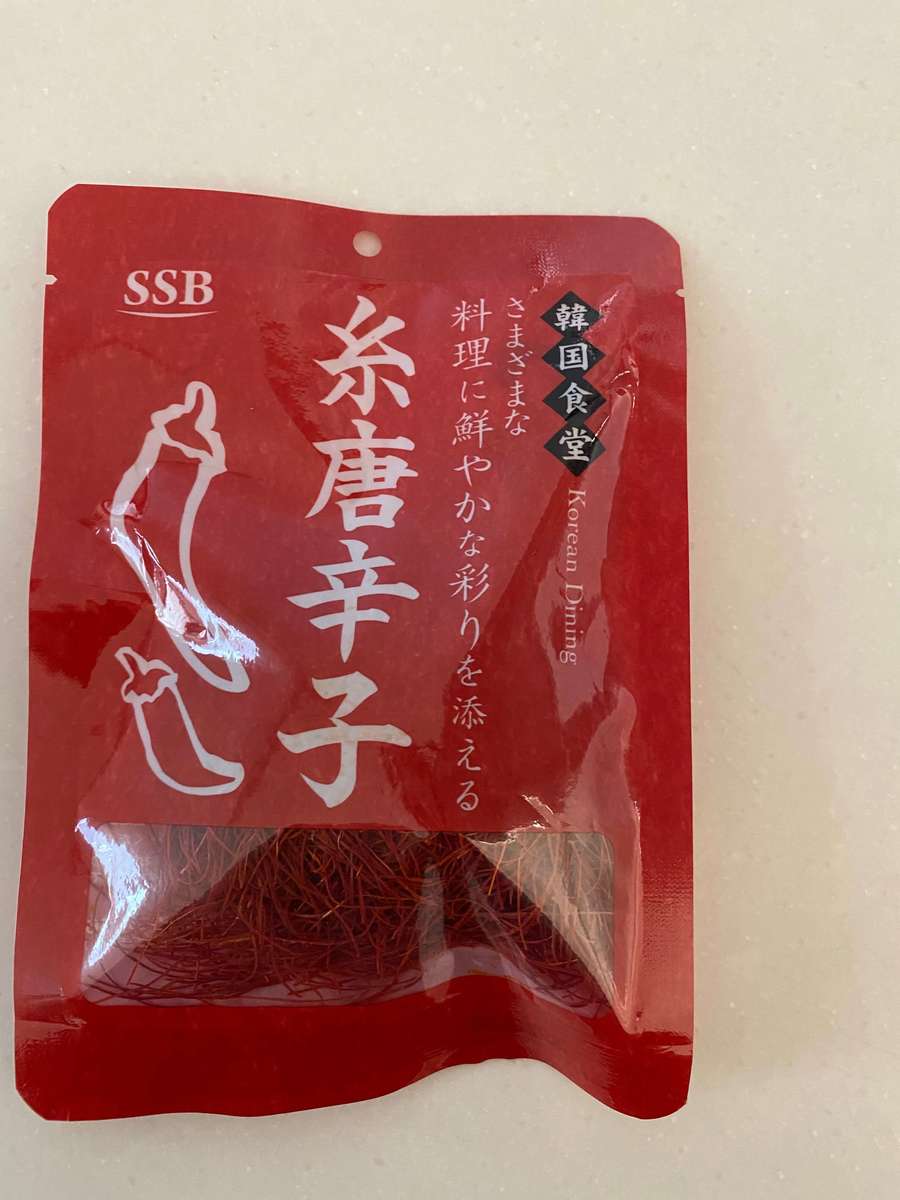 SSB
韓国食堂
Korean Dining
さまざまな
料理に鮮やかな彩りを添える
糸唐辛子